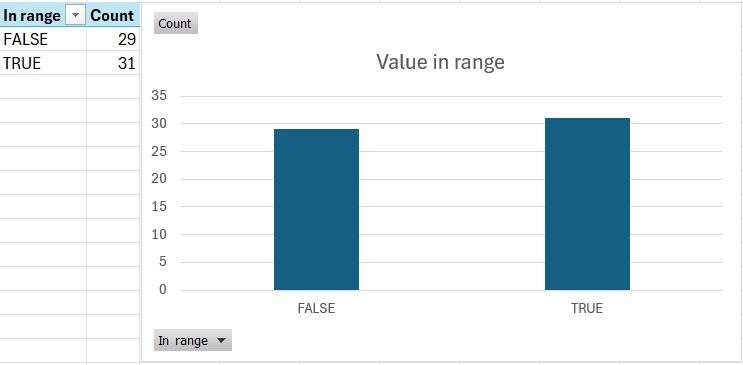 In range Count
FALSE 29
TRUE 31
Count
Value in range
35
30
25
20
15
10
5
0
FALSE TRUE
In range